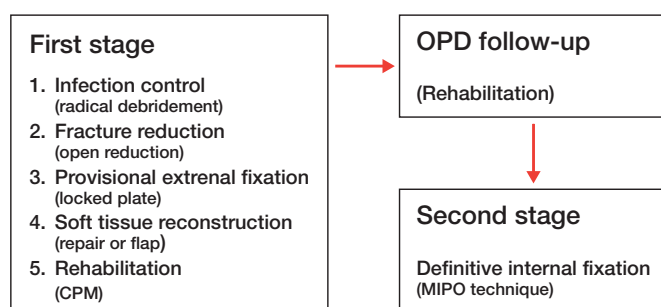 First stage
1. Infection control
(radical debridement)
2. Fracture reduction
(open reduction)
3. Provisional extrenal fixation
(locked plate)
4. Soft tissue reconstruction
(repair or flap)
5. Rehabilitation
(CPM)
OPD follow-up
(Rehabilitation)
Second stage
Definitive internal fixation
(MIPO technique)